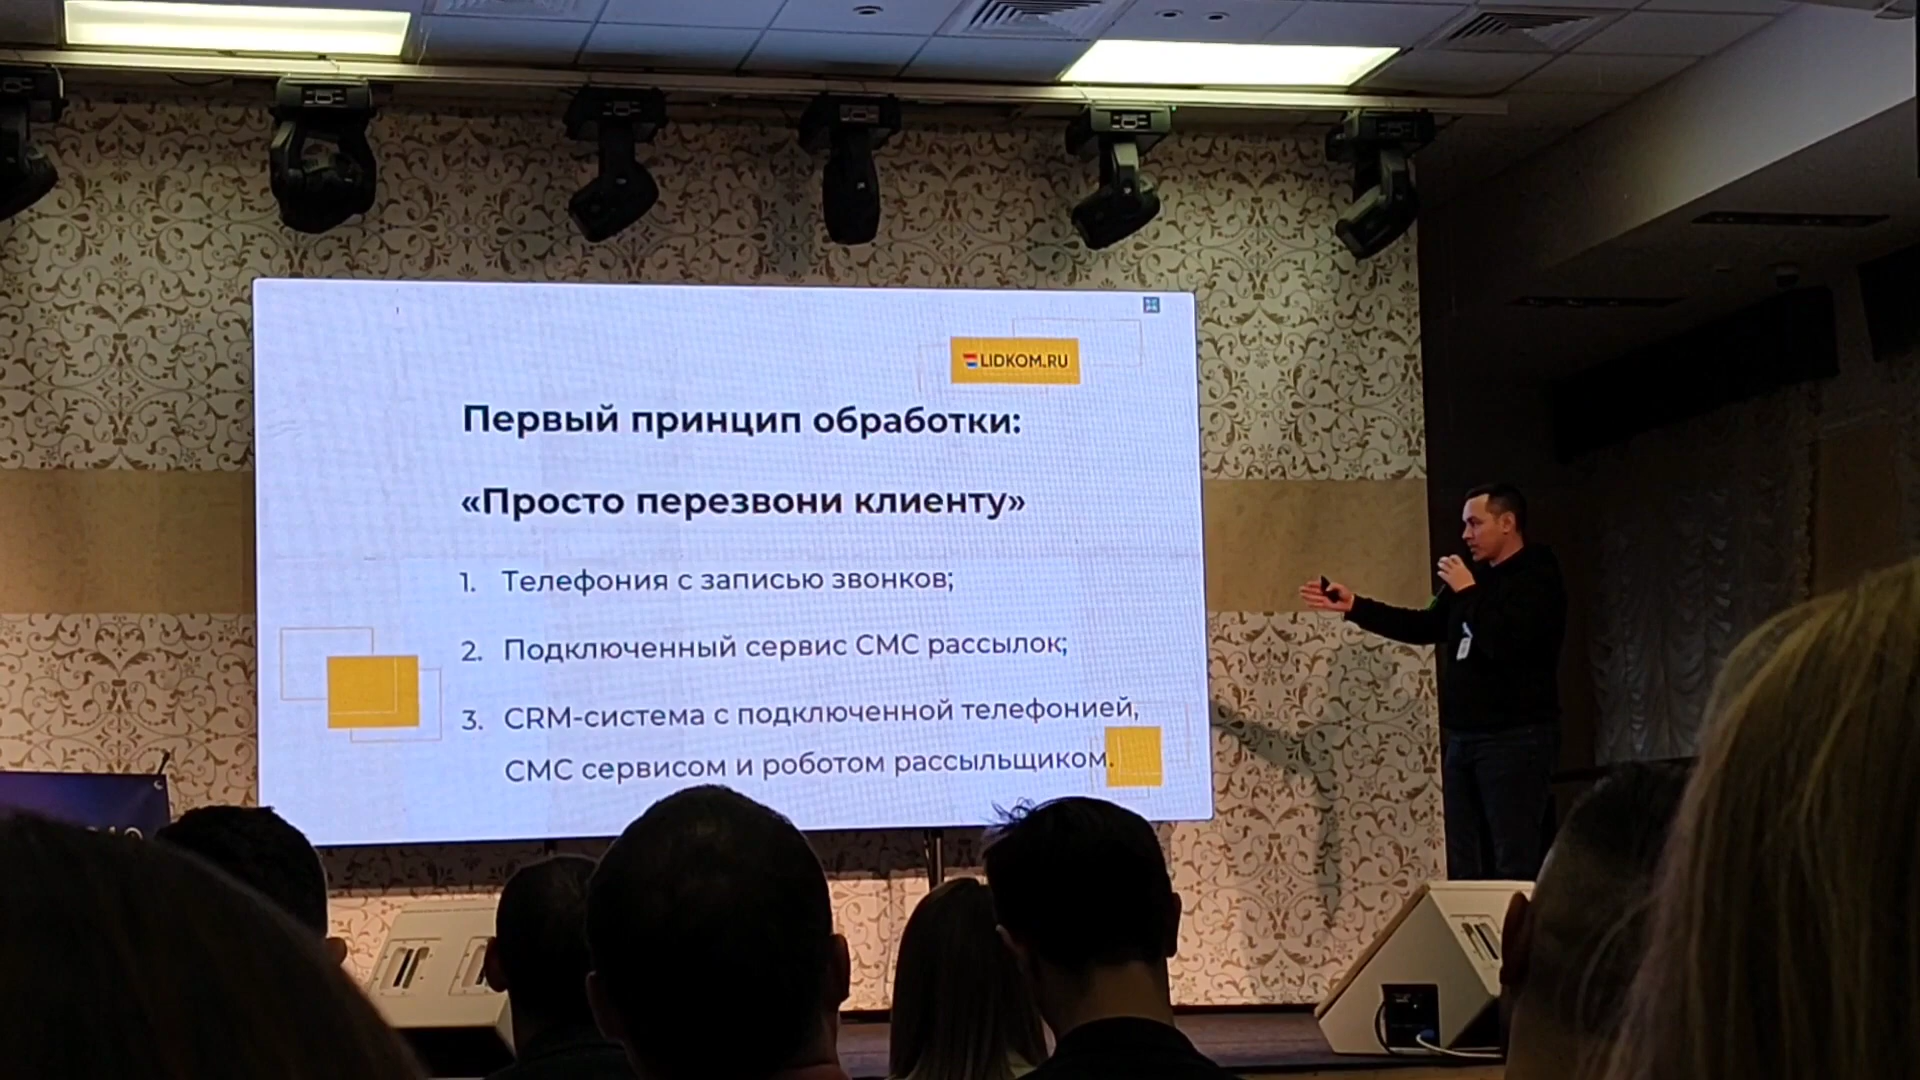 LIDKOM.RU
Первый принцип обработки:
«Просто перезвони клиенту»
1. Телефония с записью звонков;
2. Подключенный сервис СМС рассылок;
3. CRM-система с подключенной телефонией,
СМС сервисом и роботом рассыльщиком.